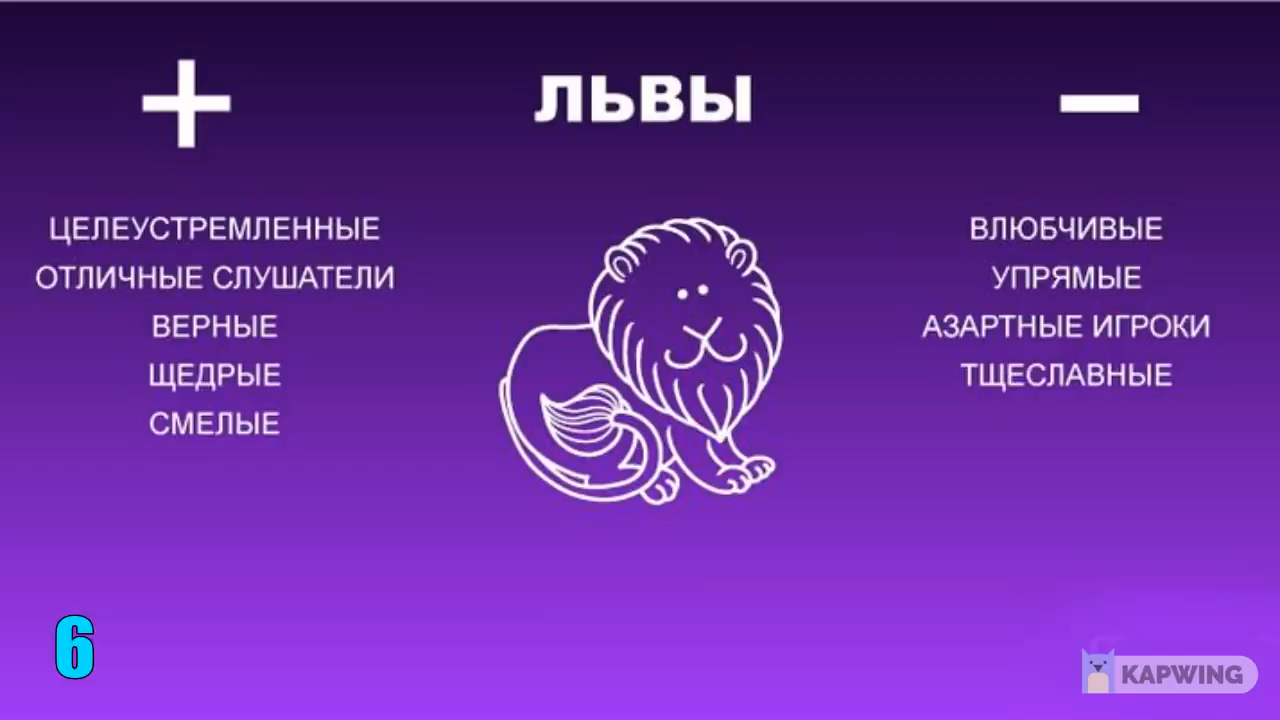 +
ЛЬВЫ
−
ЦЕЛЕУСТРЕМЛЕННЫЕ
ОТЛИЧНЫЕ СЛУШАТЕЛИ
ВЕРНЫЕ
ЩЕДРЫЕ
СМЕЛЫЕ
ВЛЮБЧИВЫЕ
УПРЯМЫЕ
АЗАРТНЫЕ ИГРОКИ
ТЩЕСЛАВНЫЕ
6
KAPWING